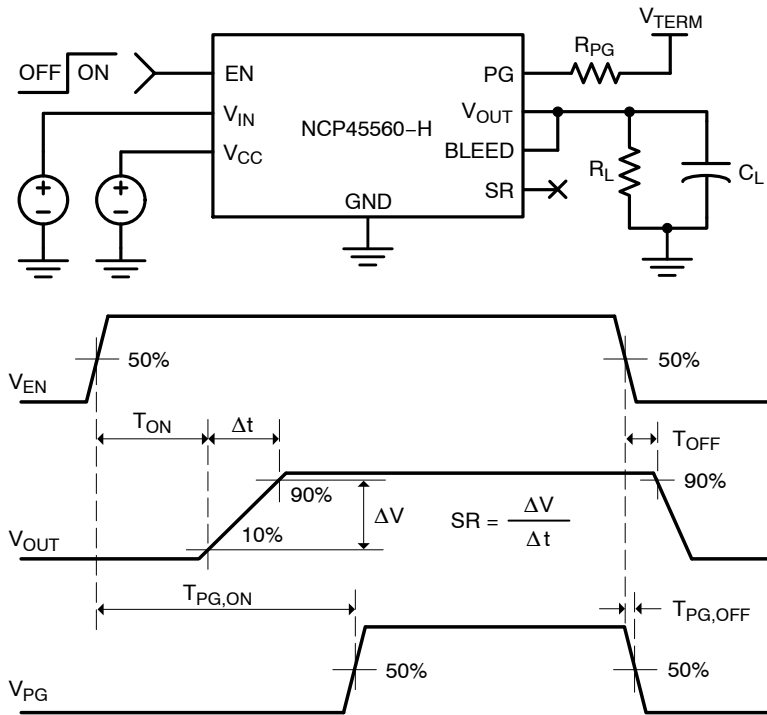 V_TERM
R_PG
OFF ON
EN
PG
V_IN
V_OUT
NCP45560−H
V_CC
BLEED
R_L
C_L
SR
GND
+
−
+
−
50%
50%
V_EN
T_ON
Δt
T_OFF
90%
90%
ΔV
SR = ΔV
Δt
10%
V_OUT
T_PG,ON
T_PG,OFF
50%
50%
V_PG